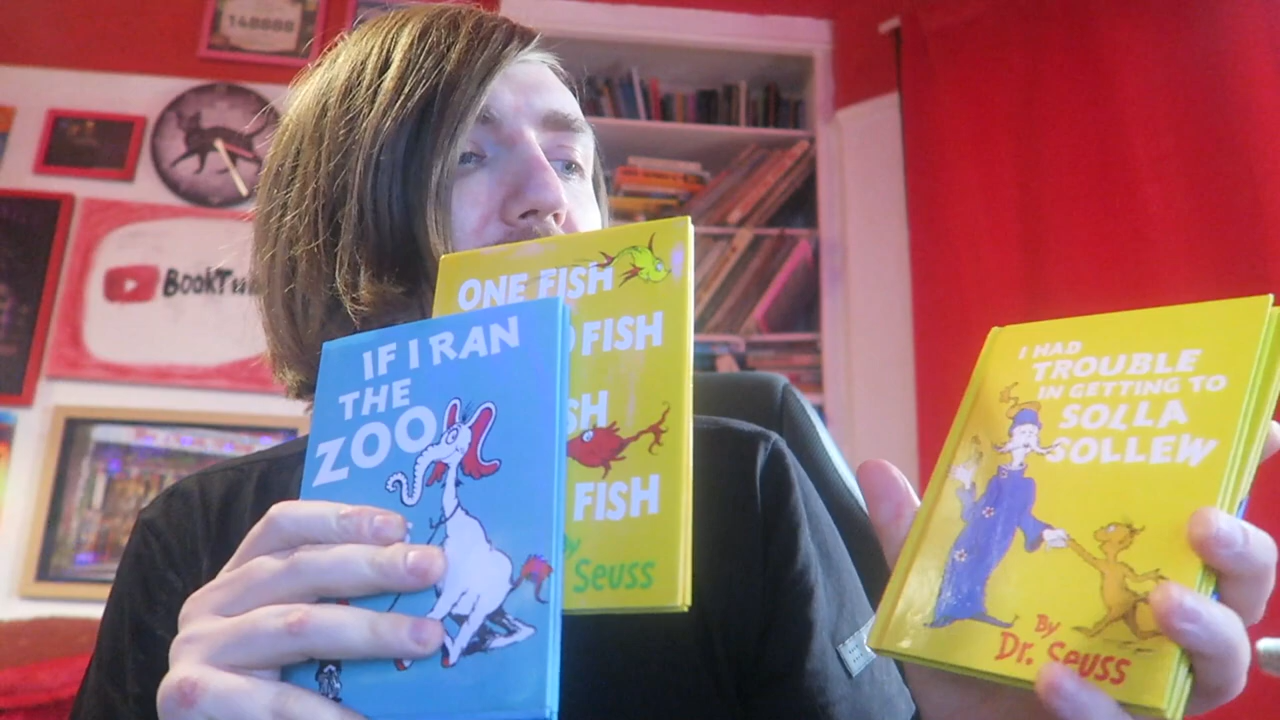 148888
BookTu
ONE FISH
FISH
SH
FISH
by
Seuss
IF I RAN
THE
ZOO
I HAD
TROUBLE
IN GETTING TO
SOLLA
SOLLEW
By
Dr. Seuss